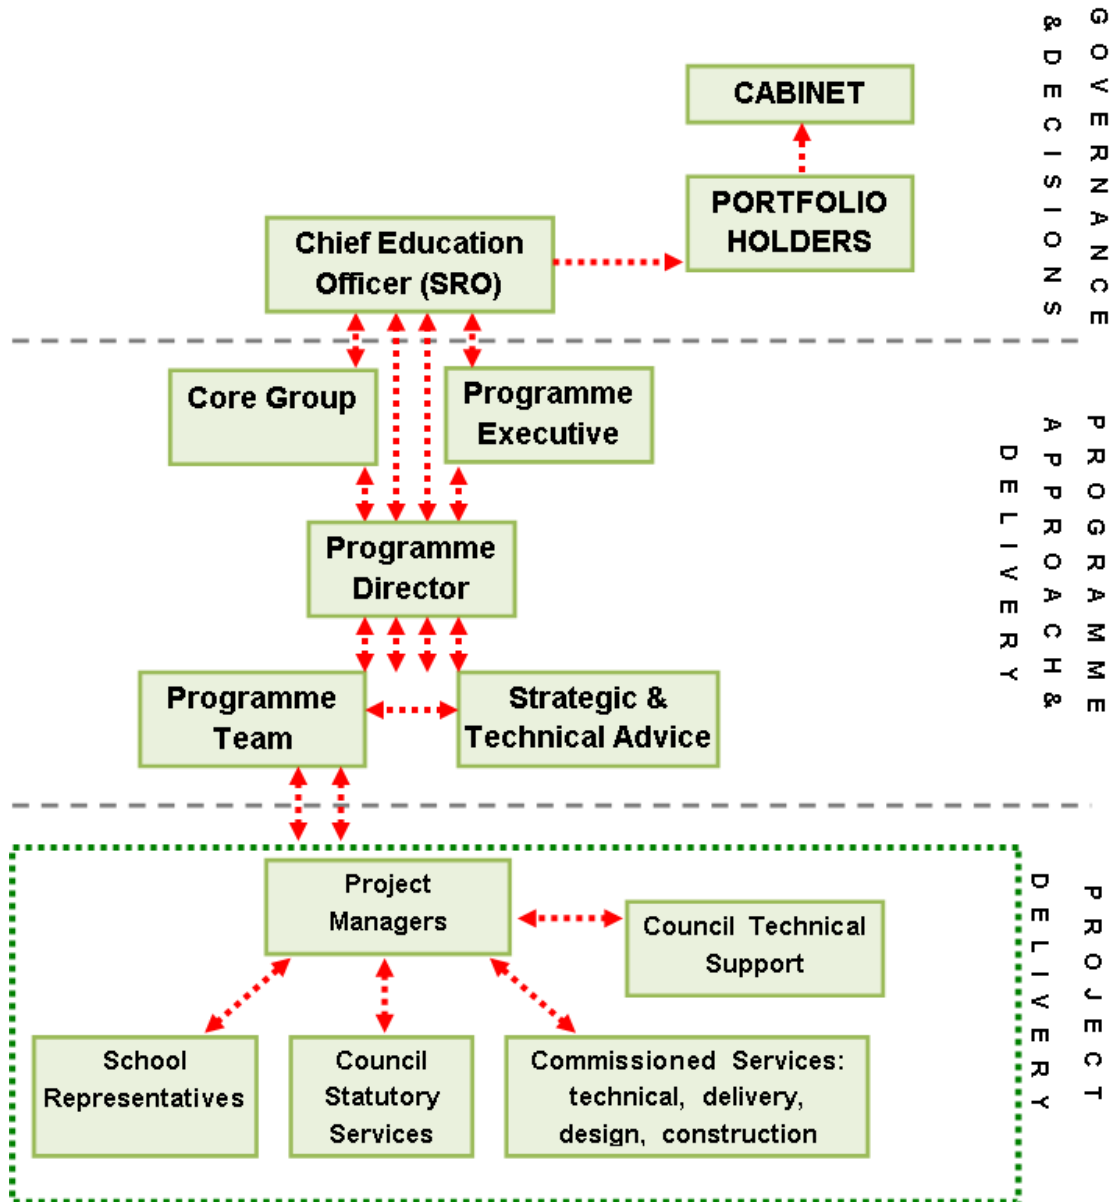 GOVERNANCE
& DECISIONS
CABINET
PORTFOLIO
HOLDERS
Chief Education
Officer (SRO)
PROGRAMME
APPROACH &
DELIVERY
Core Group
Programme
Executive
Programme
Director
Programme
Team
Strategic &
Technical Advice
PROJECT
DELIVERY
Project
Managers
Council Technical
Support
School
Representatives
Council
Statutory
Services
Commissioned Services:
technical, delivery,
design, construction